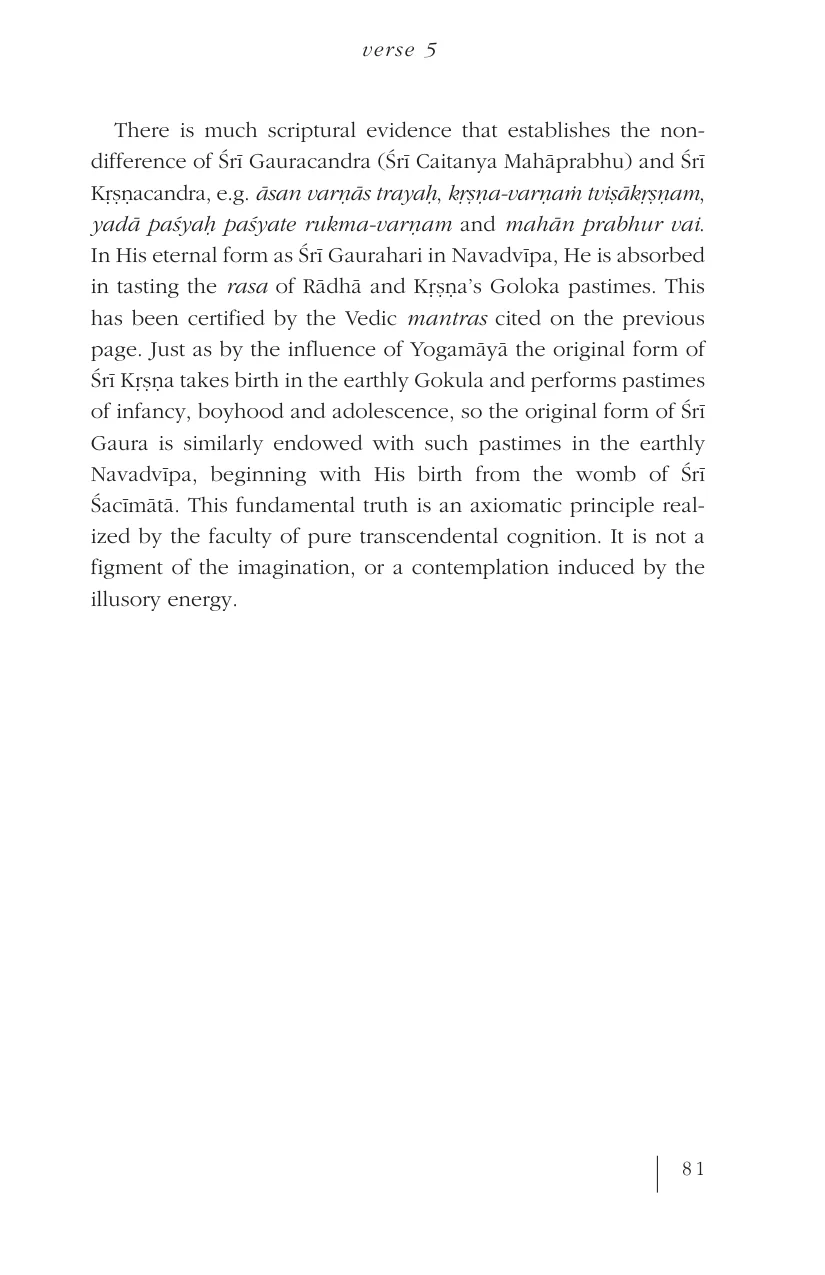 verse 5
There is much scriptural evidence that establishes the non-
difference of Śrī Gauracandra (Śrī Caitanya Mahāprabhu) and Śrī
Kṛṣṇacandra, e.g. āsan varṇās trayaḥ, kṛṣṇa-varṇaṁ tviṣākṛṣṇam,
yadā paśyaḥ paśyate rukma-varṇam and mahān prabhur vai.
In His eternal form as Śrī Gaurahari in Navadvīpa, He is absorbed
in tasting the rasa of Rādhā and Kṛṣṇa’s Goloka pastimes. This
has been certified by the Vedic mantras cited on the previous
page. Just as by the influence of Yogamāyā the original form of
Śrī Kṛṣṇa takes birth in the earthly Gokula and performs pastimes
of infancy, boyhood and adolescence, so the original form of Śrī
Gaura is similarly endowed with such pastimes in the earthly
Navadvīpa, beginning with His birth from the womb of Śrī
Śacīmātā. This fundamental truth is an axiomatic principle real-
ized by the faculty of pure transcendental cognition. It is not a
figment of the imagination, or a contemplation induced by the
illusory energy.
81